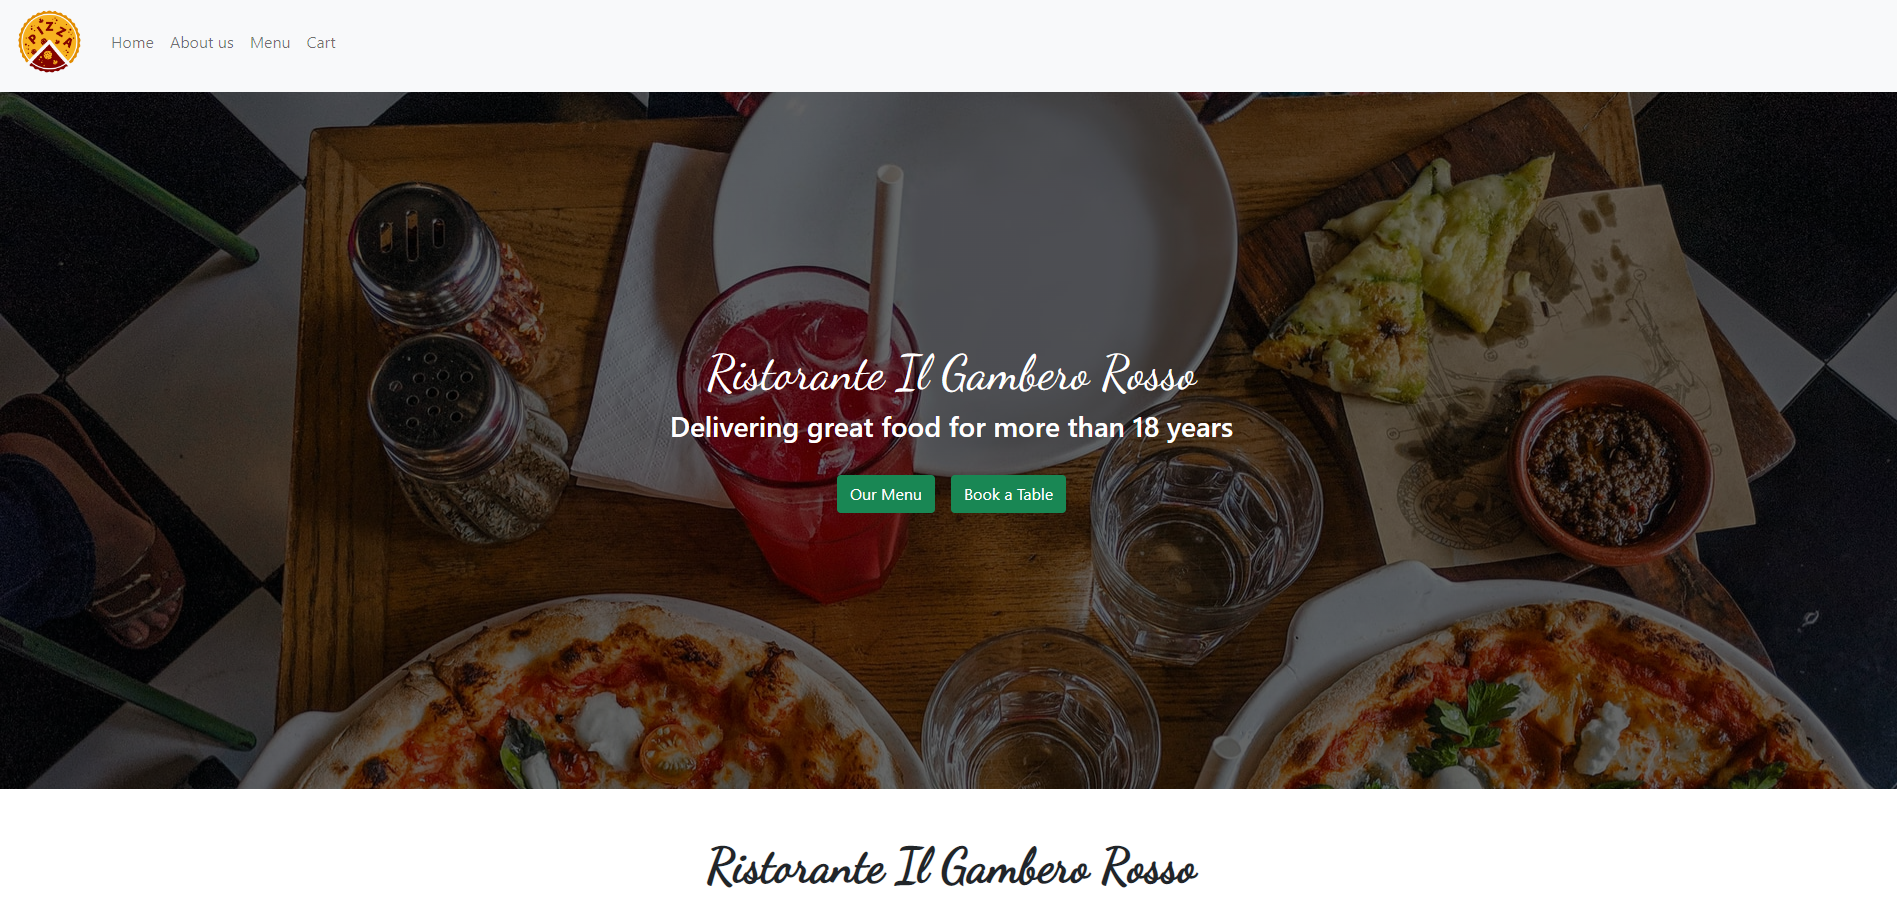 PIZZA
Home About us Menu Cart
Ristorante Il Gambero Rosso
Delivering great food for more than 18 years
Our Menu Book a Table
Ristorante Il Gambero Rosso